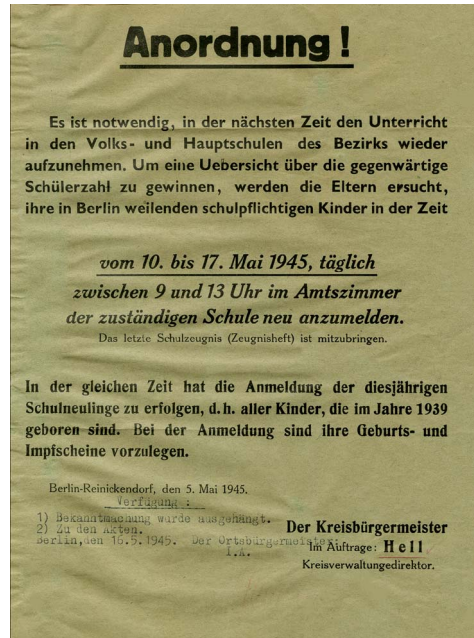 Anordnung !
Es ist notwendig, in der nächsten Zeit den Unterricht
in den Volks- und Hauptschulen des Bezirks wieder
aufzunehmen. Um eine Uebersicht über die gegenwärtige
Schülerzahl zu gewinnen, werden die Eltern ersucht,
ihre in Berlin weilenden schulpflichtigen Kinder in der Zeit
vom 10. bis 17. Mai 1945, täglich
zwischen 9 und 13 Uhr im Amtszimmer
der zuständigen Schule neu anzumelden.
Das letzte Schulzeugnis (Zeugnisheft) ist mitzubringen.
In der gleichen Zeit hat die Anmeldung der diesjährigen
Schulneulinge zu erfolgen, d. h. aller Kinder, die im Jahre 1939
geboren sind. Bei der Anmeldung sind ihre Geburts- und
Impfscheine vorzulegen.
Berlin-Reinickendorf, den 5. Mai 1945.
Verfügung :
1) Bekanntmachung wurde ausgehängt.
2) Zu den Akten.
Berlin,den 16.5.1945. Der Ortsbürgermeister:
I.A.
Der Kreisbürgermeister
Im Auftrage: Hell
Kreisverwaltungedirektor.